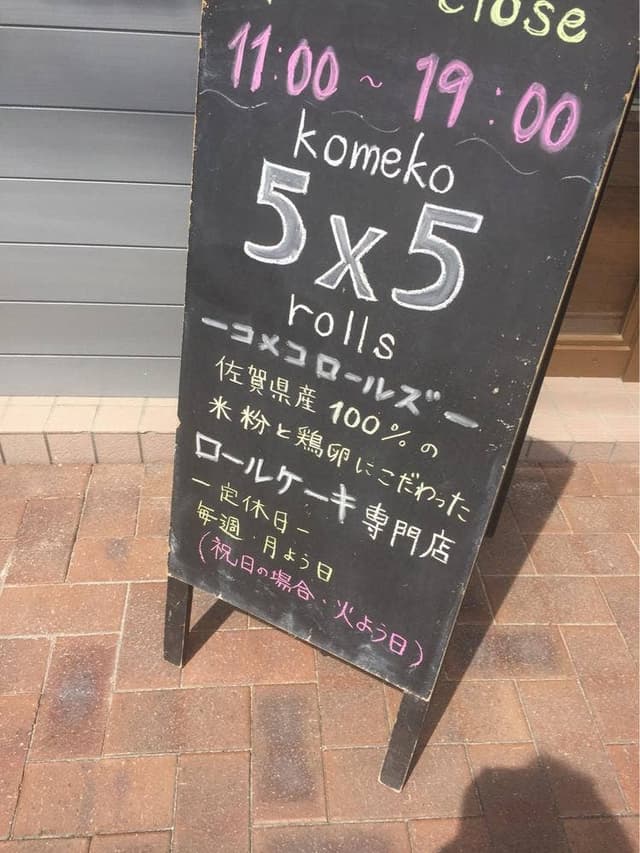 close
11:00 ~ 19:00
komeko
5x5
rolls
ーコメコロールズー
佐賀県産100%の
米粉と鶏卵にこだわった
ロールケーキ専門店
ー定休日ー
毎週・月よう日
(祝日の場合、火よう日)